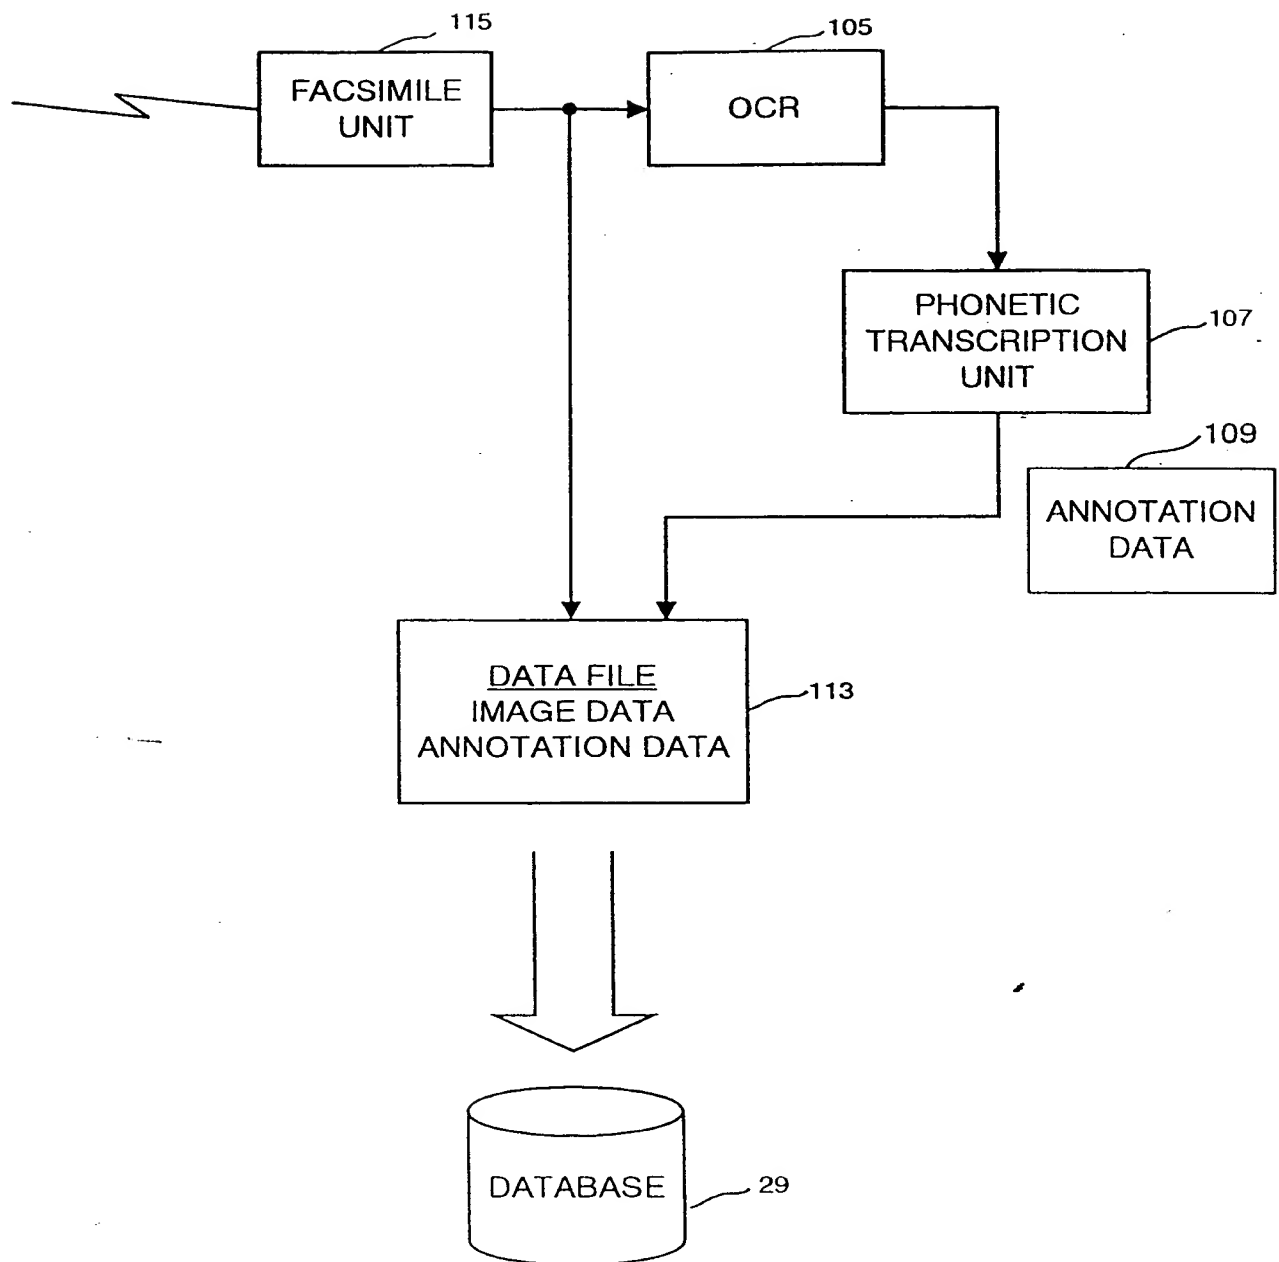 115
FACSIMILE
UNIT
105
OCR
PHONETIC
TRANSCRIPTION
UNIT
107
109
ANNOTATION
DATA
DATA FILE
IMAGE DATA
ANNOTATION DATA
113
DATABASE
29